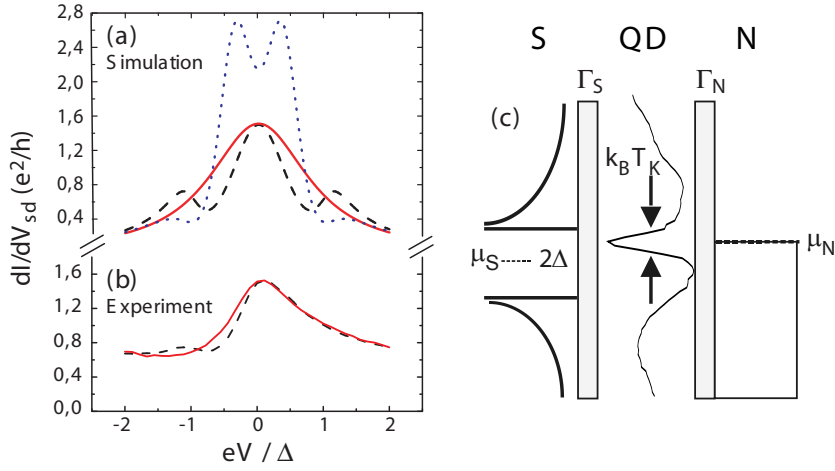 (a)
Simulation
2,8
2,4
2,0
1,6
1,2
0,8
0,4
dI/dV_sd (e²/h)
(b)
Experiment
1,6
1,2
0,8
0,4
0,0
-2 -1 0 1 2
eV / Δ
S QD N
Γ_S Γ_N
(c)
k_B T_K
μ_S 2Δ μ_N